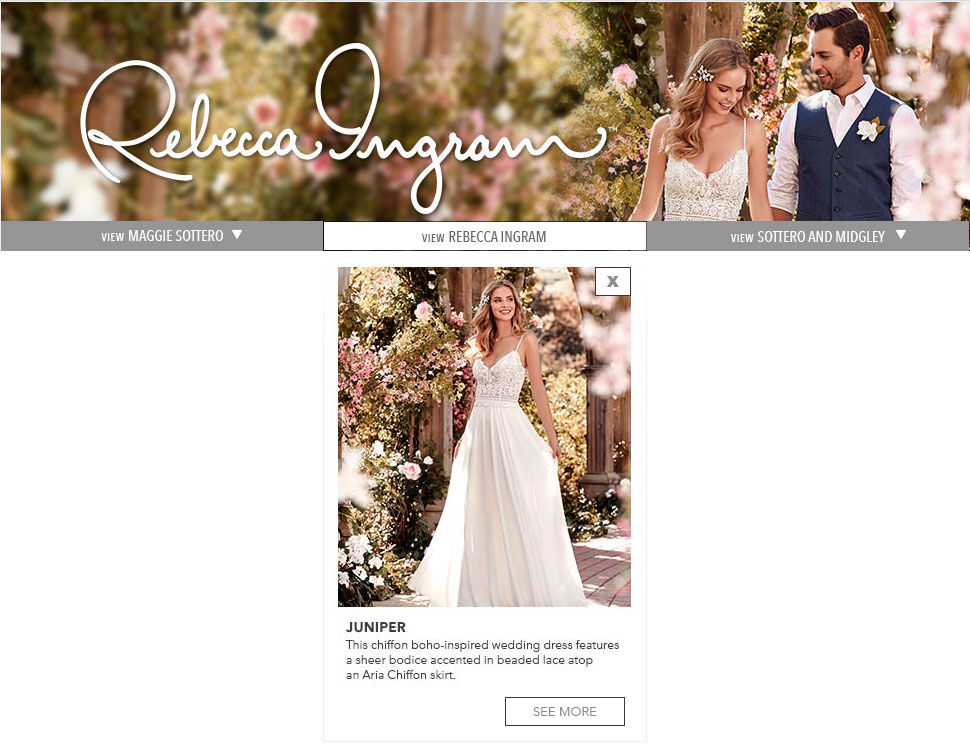 Rebecca Ingram™
VIEW MAGGIE SOTTERO ▼
VIEW REBECCA INGRAM
VIEW SOTTERO AND MIDGLEY ▼
X
JUNIPER
This chiffon boho-inspired wedding dress features
a sheer bodice accented in beaded lace atop
an Aria Chiffon skirt.
SEE MORE